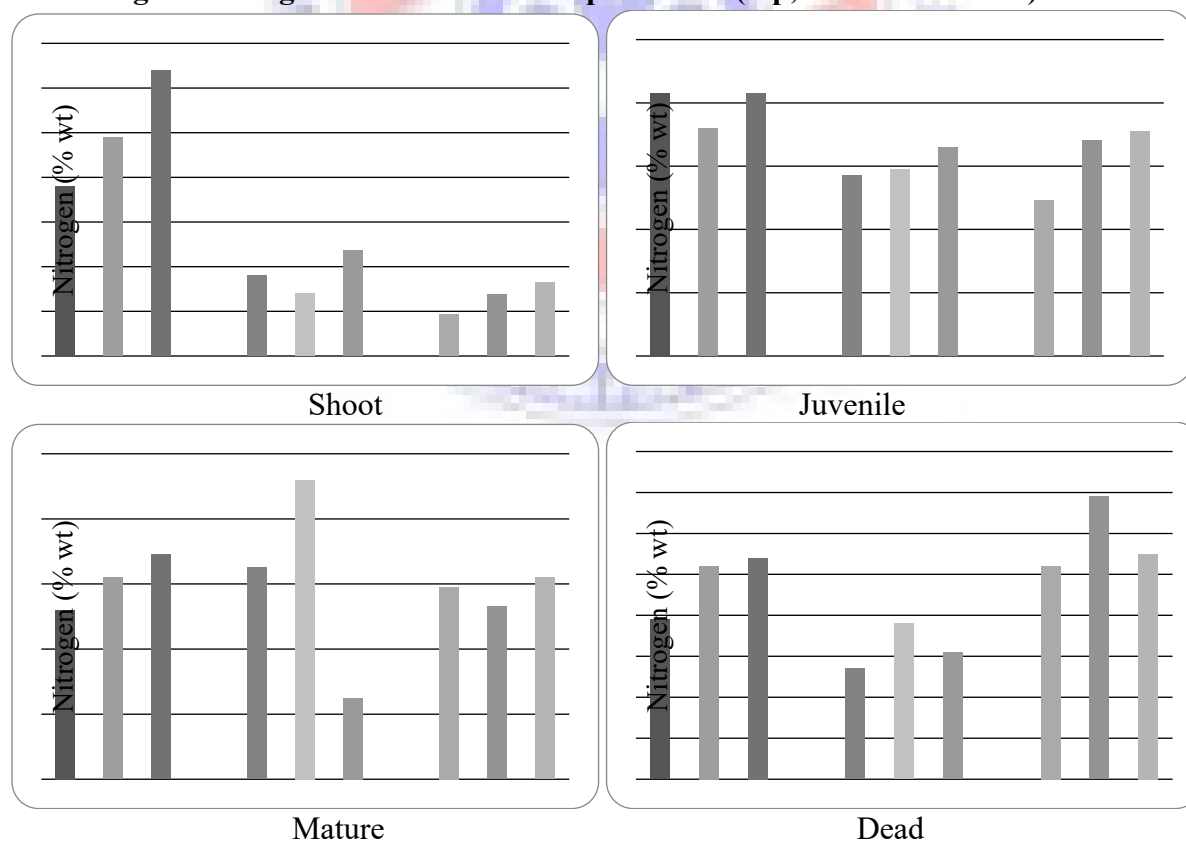 Nitrogen (% wt)
Nitrogen (% wt)
Shoot
Juvenile
Nitrogen (% wt)
Nitrogen (% wt)
Mature
Dead